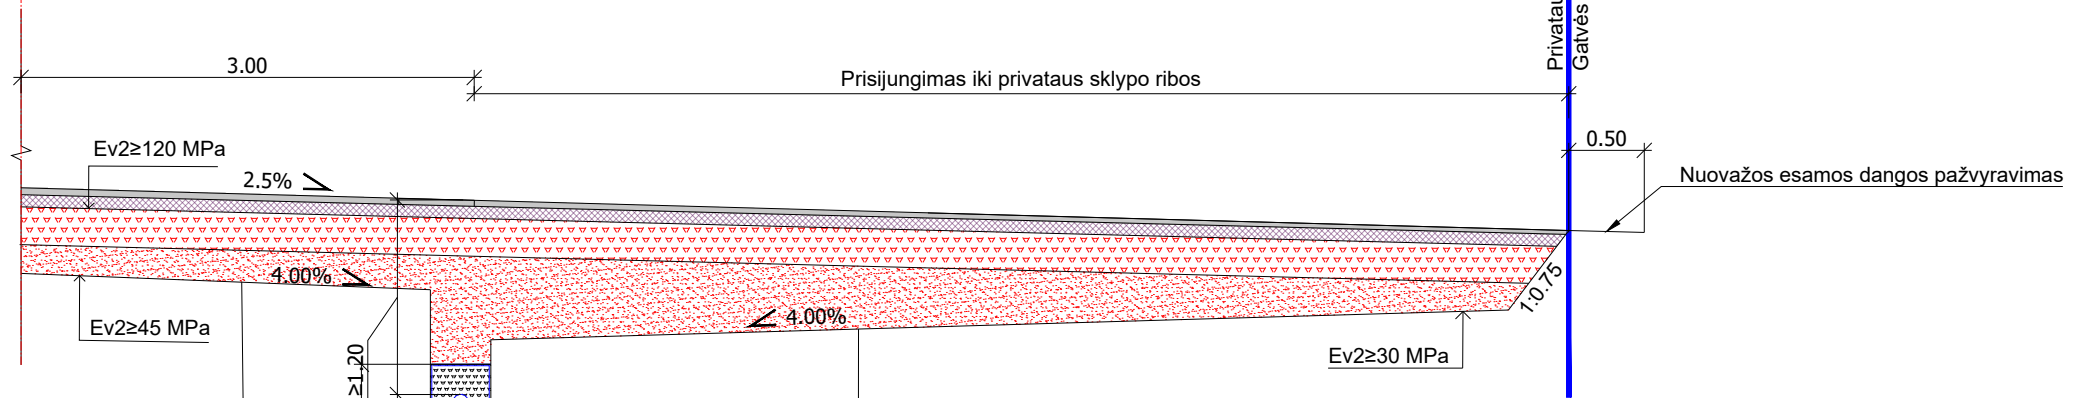 Privatau
Gatvės
3.00
Prisijungimas iki privataus sklypo ribos
0.50
Ev2≥120 MPa
2.5%
Nuovažos esamos dangos pažvyravimas
4.00%
1:0.75
Ev2≥45 MPa
4.00%
≥1.20
Ev2≥30 MPa